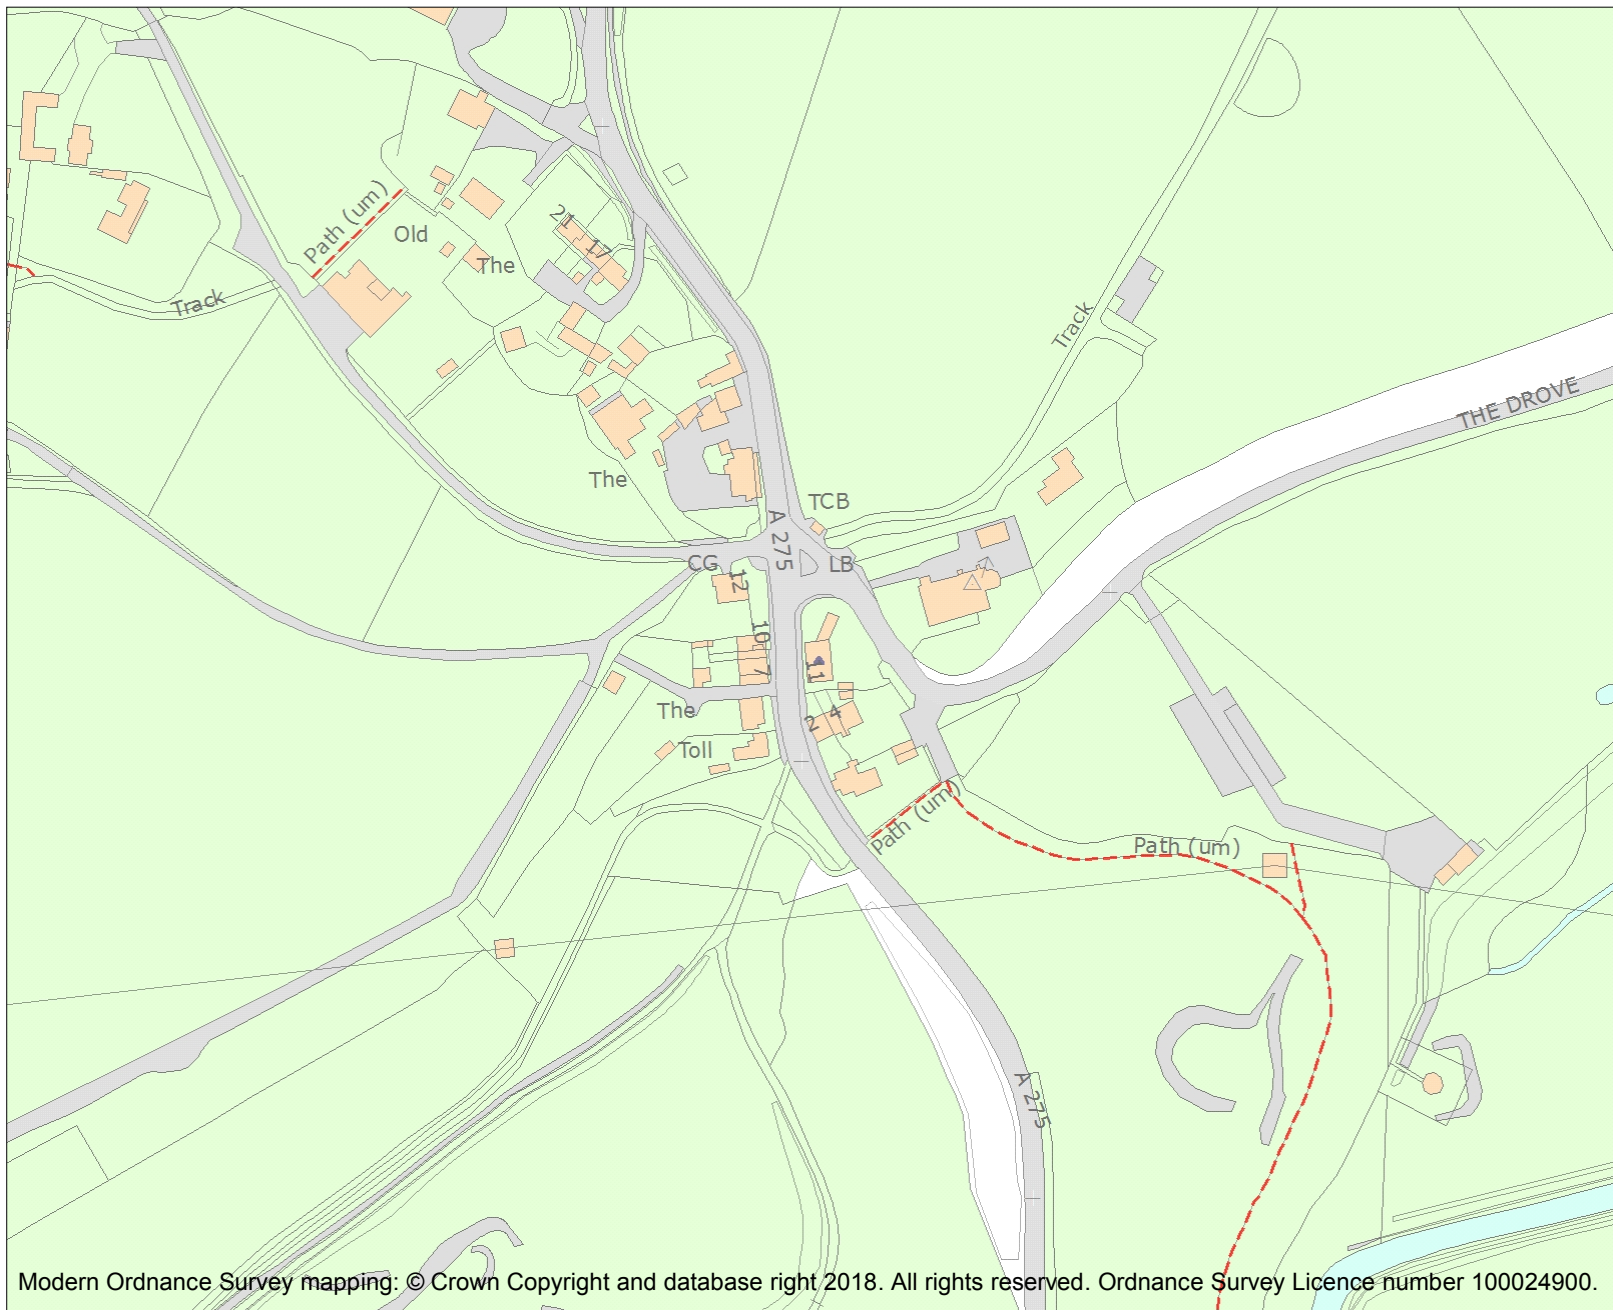 Path (um)
Old
21
17
The
Track
Track
THE DROVE
The
TCB
A 275
CG
LB
12
10
7
11
The
2
4
Toll
Path (um)
Path (um)
A 275
Modern Ordnance Survey mapping: © Crown Copyright and database right 2018. All rights reserved. Ordnance Survey Licence number 100024900.